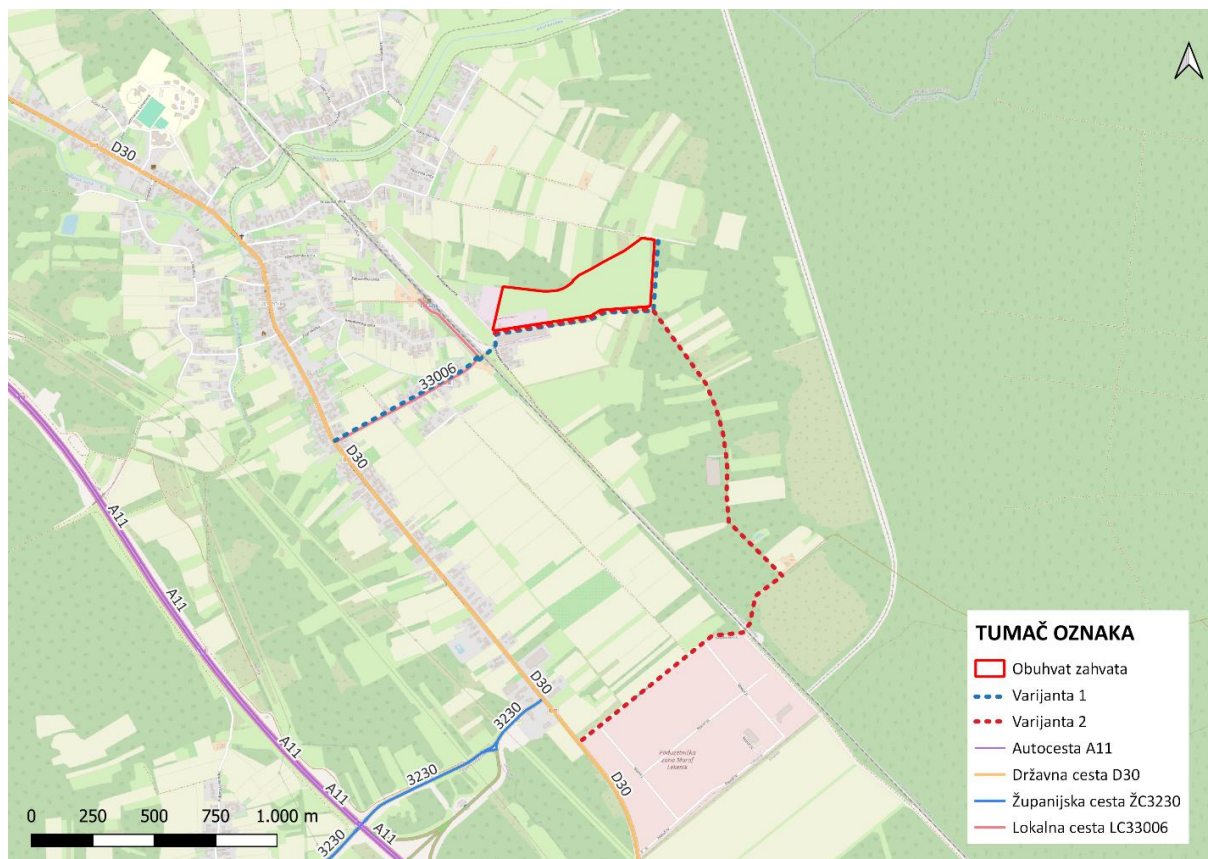 D30
33006
D30
A11
A11
D30
3230
3230
A11
A11
3230
D30
Poduzetnička
zona Marof
Lekenik
0 250 500 750 1.000 m
TUMAČ OZNAKA
Obuhvat zahvata
Varijanta 1
Varijanta 2
Autocesta A11
Državna cesta D30
Županijska cesta ŽC3230
Lokalna cesta LC33006